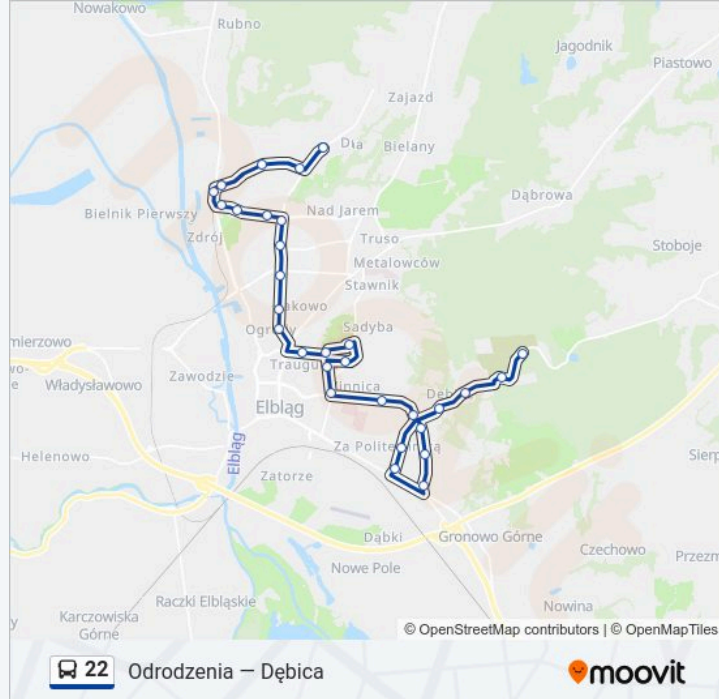 Nowakowo
Rubno
Jagodnik
Piastowo
Zajazd
Bielany
Dąbrowa
Bielnik Pierwszy
Nad Jarem
Zdrój
Truso
Stoboje
Metalowców
Stawnik
Sadyba
Zawodzie
Władysławowo
Elbląg
Za Polite
Helenowo
Elbląg
Zatorze
Dąbki
Gronowo Górne
Czechowo
Nowe Pole
Raczki Elbląskie
Nowina
Karczowiska
Górne
© OpenStreetMap contributors | © OpenMapTiles
22 Odrodzenia — Dębica
moovit